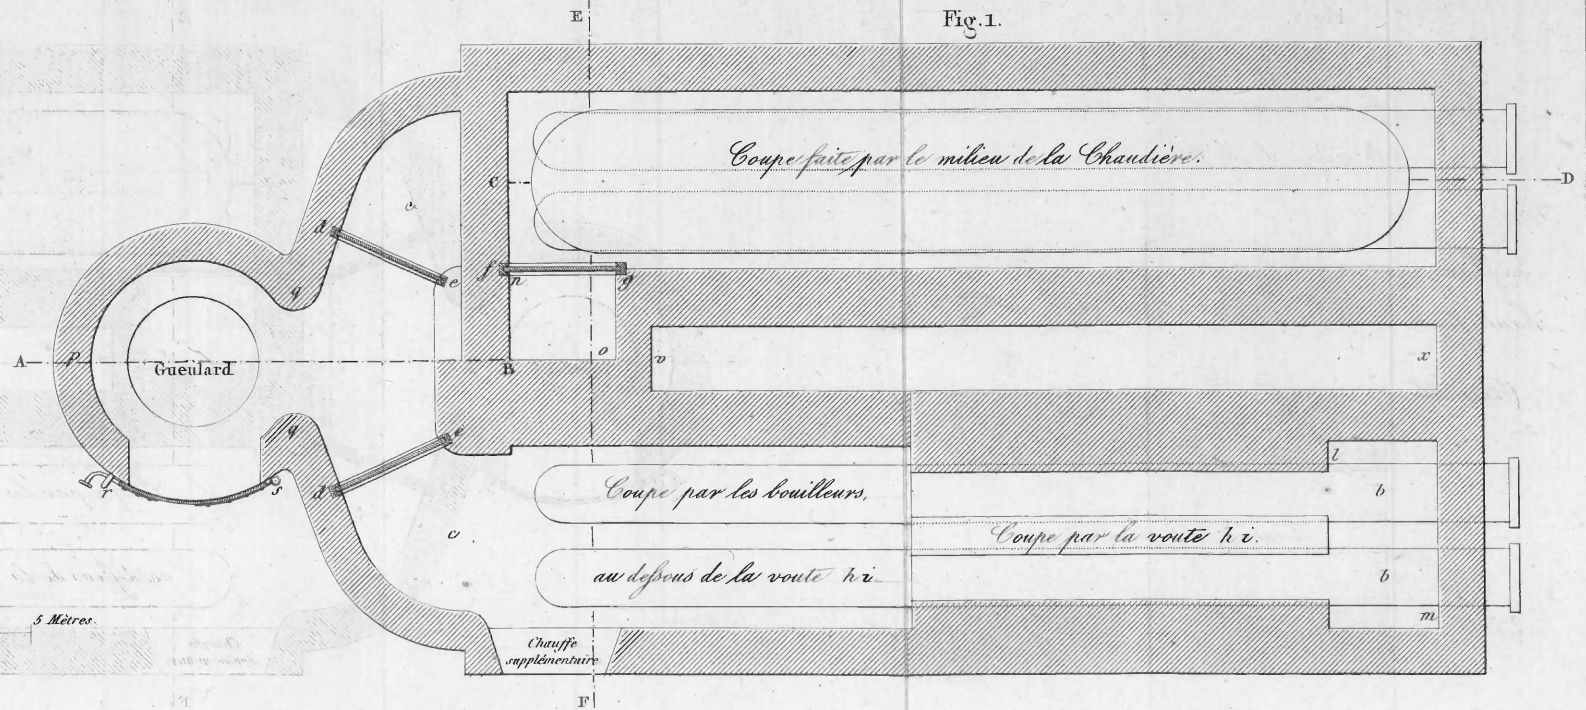 E
Fig.1.
Coupe faite par le milieu de la Chaudière.
C
D
c
d
f
n
g
e
q
A
p
Gueulard
B
o
v
x
q
e
l
r
s
d
Coupe par les bouilleurs,
b
c
Coupe par la voute h i.
au dessous de la voute h i
b
5 Mètres.
m
Chauffe
supplémentaire
F